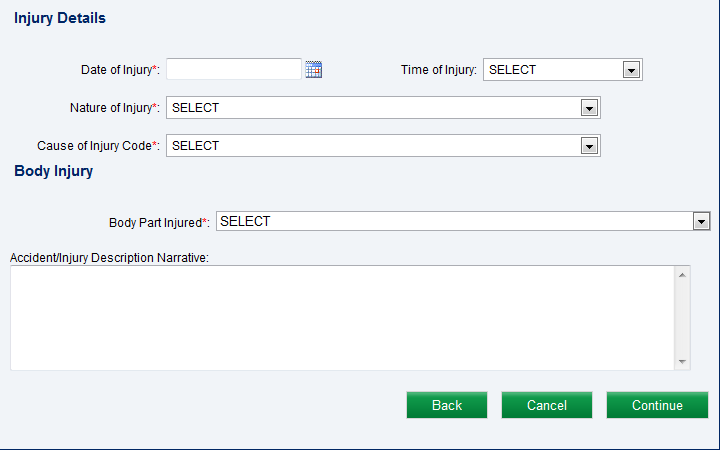 Injury Details
Date of Injury*: Time of Injury: SELECT
Nature of Injury*: SELECT
Cause of Injury Code*: SELECT
Body Injury
Body Part Injured*: SELECT
Accident/Injury Description Narrative:
Back Cancel Continue